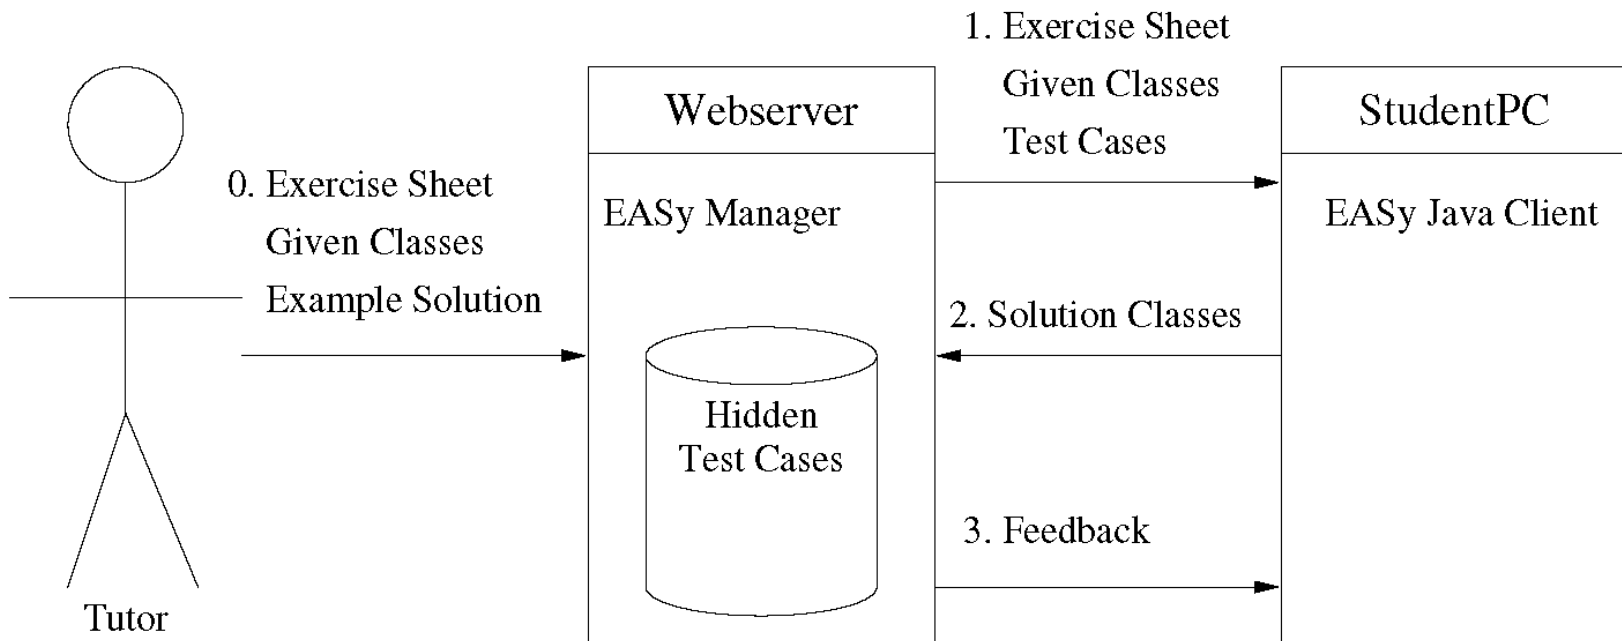 1. Exercise Sheet
Given Classes
Test Cases
Webserver
StudentPC
0. Exercise Sheet
Given Classes
Example Solution
EASy Manager
EASy Java Client
2. Solution Classes
Hidden
Test Cases
3. Feedback
Tutor